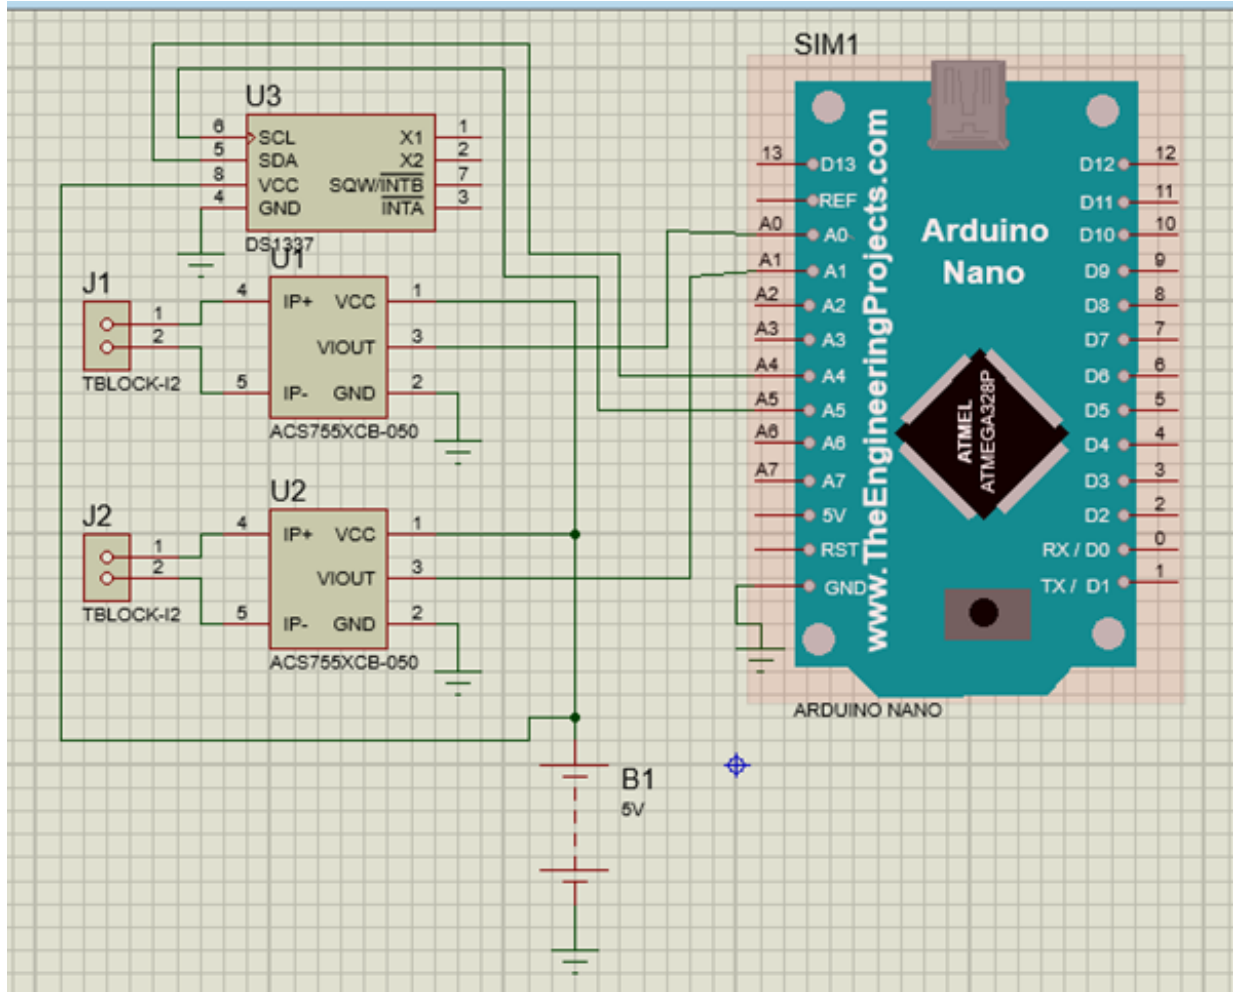 SIM1
U3
6 SCL X1 1
5 SDA X2 2
8 VCC SQW/INTB 7
4 GND INTA 3
DS1337
U1
J1
1
2
TBLOCK-I2
4 IP+ VCC 1
VIOUT 3
5 IP- GND 2
ACS755XCB-050
U2
J2
1
2
TBLOCK-I2
4 IP+ VCC 1
VIOUT 3
5 IP- GND 2
ACS755XCB-050
B1
5V
13 D13
REF
A0 A0
A1 A1
A2 A2
A3 A3
A4 A4
A5 A5
A6 A6
A7 A7
5V
RST
GND
www.TheEngineeringProjects.com
Arduino
Nano
ATMEL
ATMEGA328P
D12 12
D11 11
D10 10
D9 9
D8 8
D7 7
D6 6
D5 5
D4 4
D3 3
D2 2
RX / D0 0
TX / D1 1
ARDUINO NANO